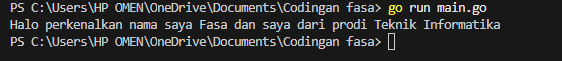 PS C:\Users\HP OMEN\OneDrive\Documents\Codingan fasa> go run main.go
Halo perkenalkan nama saya Fasa dan saya dari prodi Teknik Informatika
PS C:\Users\HP OMEN\OneDrive\Documents\Codingan fasa>